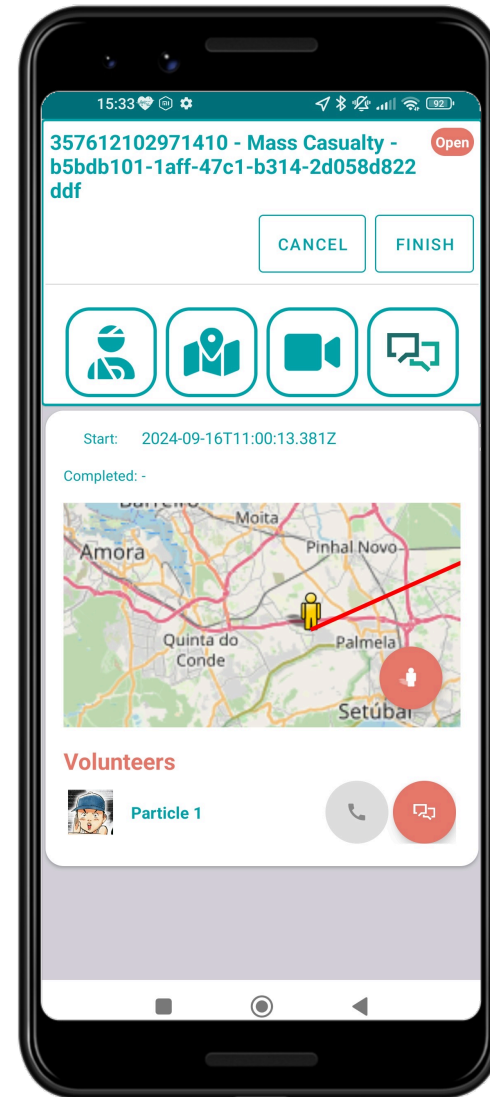 15:33
92
357612102971410 - Mass Casualty -
b5bdb101-1aff-47c1-b314-2d058d822
ddf
Open
CANCEL
FINISH
Start: 2024-09-16T11:00:13.381Z
Completed: -
Barreiro
Moita
Amora
Pinhal Novo
Quinta do
Conde
Palmela
Setúbal
Volunteers
Particle 1